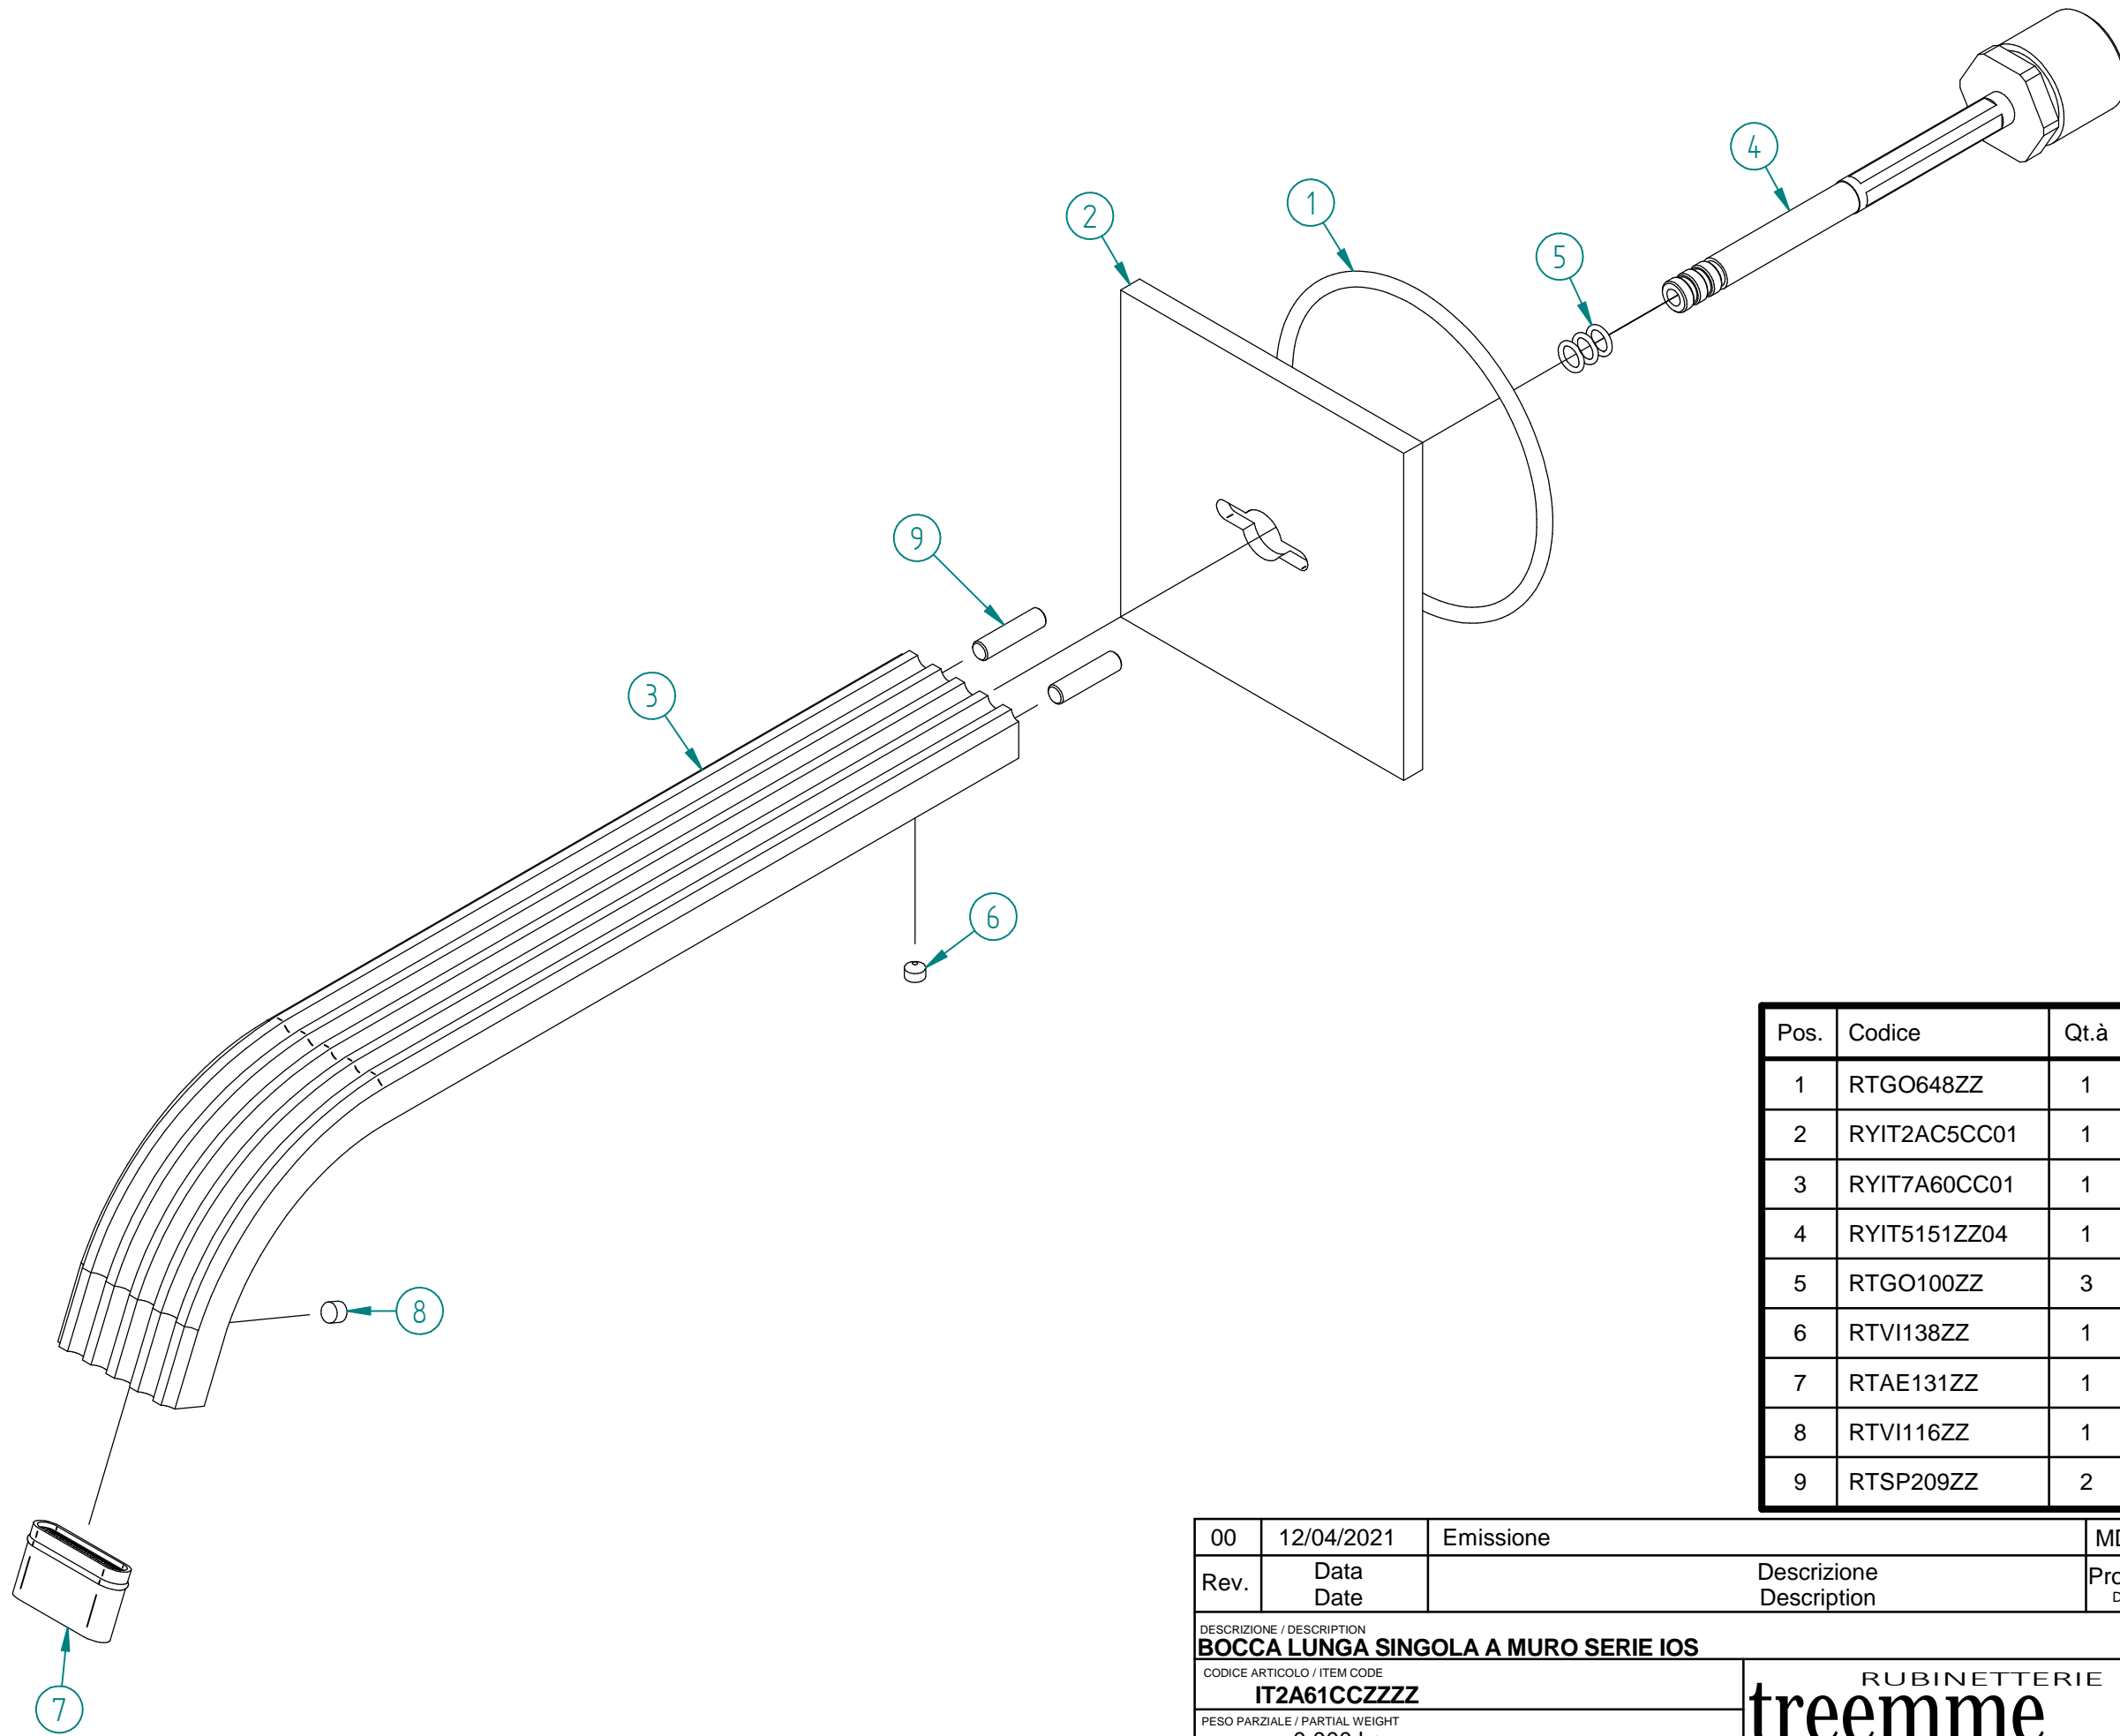 4
1
2
5
9
3
6
8
7
Pos. Codice Qt.à
1 RTGO648ZZ 1
2 RYIT2AC5CC01 1
3 RYIT7A60CC01 1
4 RYIT5151ZZ04 1
5 RTGO100ZZ 3
6 RTVI138ZZ 1
7 RTAE131ZZ 1
8 RTVI116ZZ 1
9 RTSP209ZZ 2
00 12/04/2021 Emissione
Rev. Data Descrizione
Date Description
DESCRIZIONE / DESCRIPTION
BOCCA LUNGA SINGOLA A MURO SERIE IOS
CODICE ARTICOLO / ITEM CODE
IT2A61CCZZZZ
PESO PARZIALE / PARTIAL WEIGHT
RUBINETTERIE
treemme